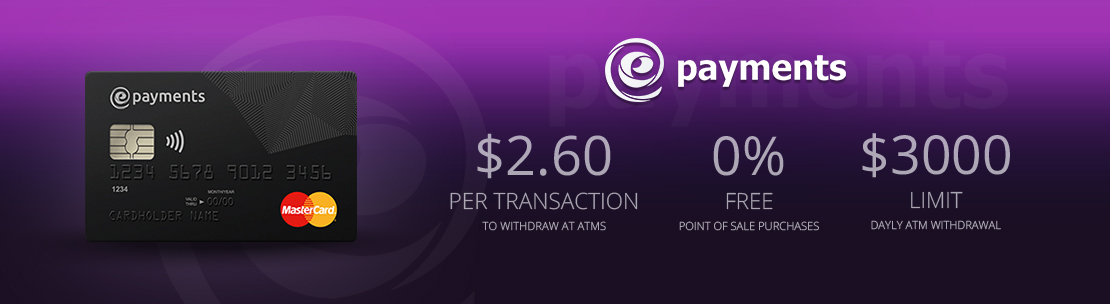 payments
1234 5678 9012 3456
1234
MONTH/YEAR
VALID THRU ► 00/00
CARDHOLDER NAME
MasterCard
payments
payments
$2.60
PER TRANSACTION
TO WITHDRAW AT ATMS
0%
FREE
POINT OF SALE PURCHASES
$3000
LIMIT
DAYLY ATM WITHDRAWAL